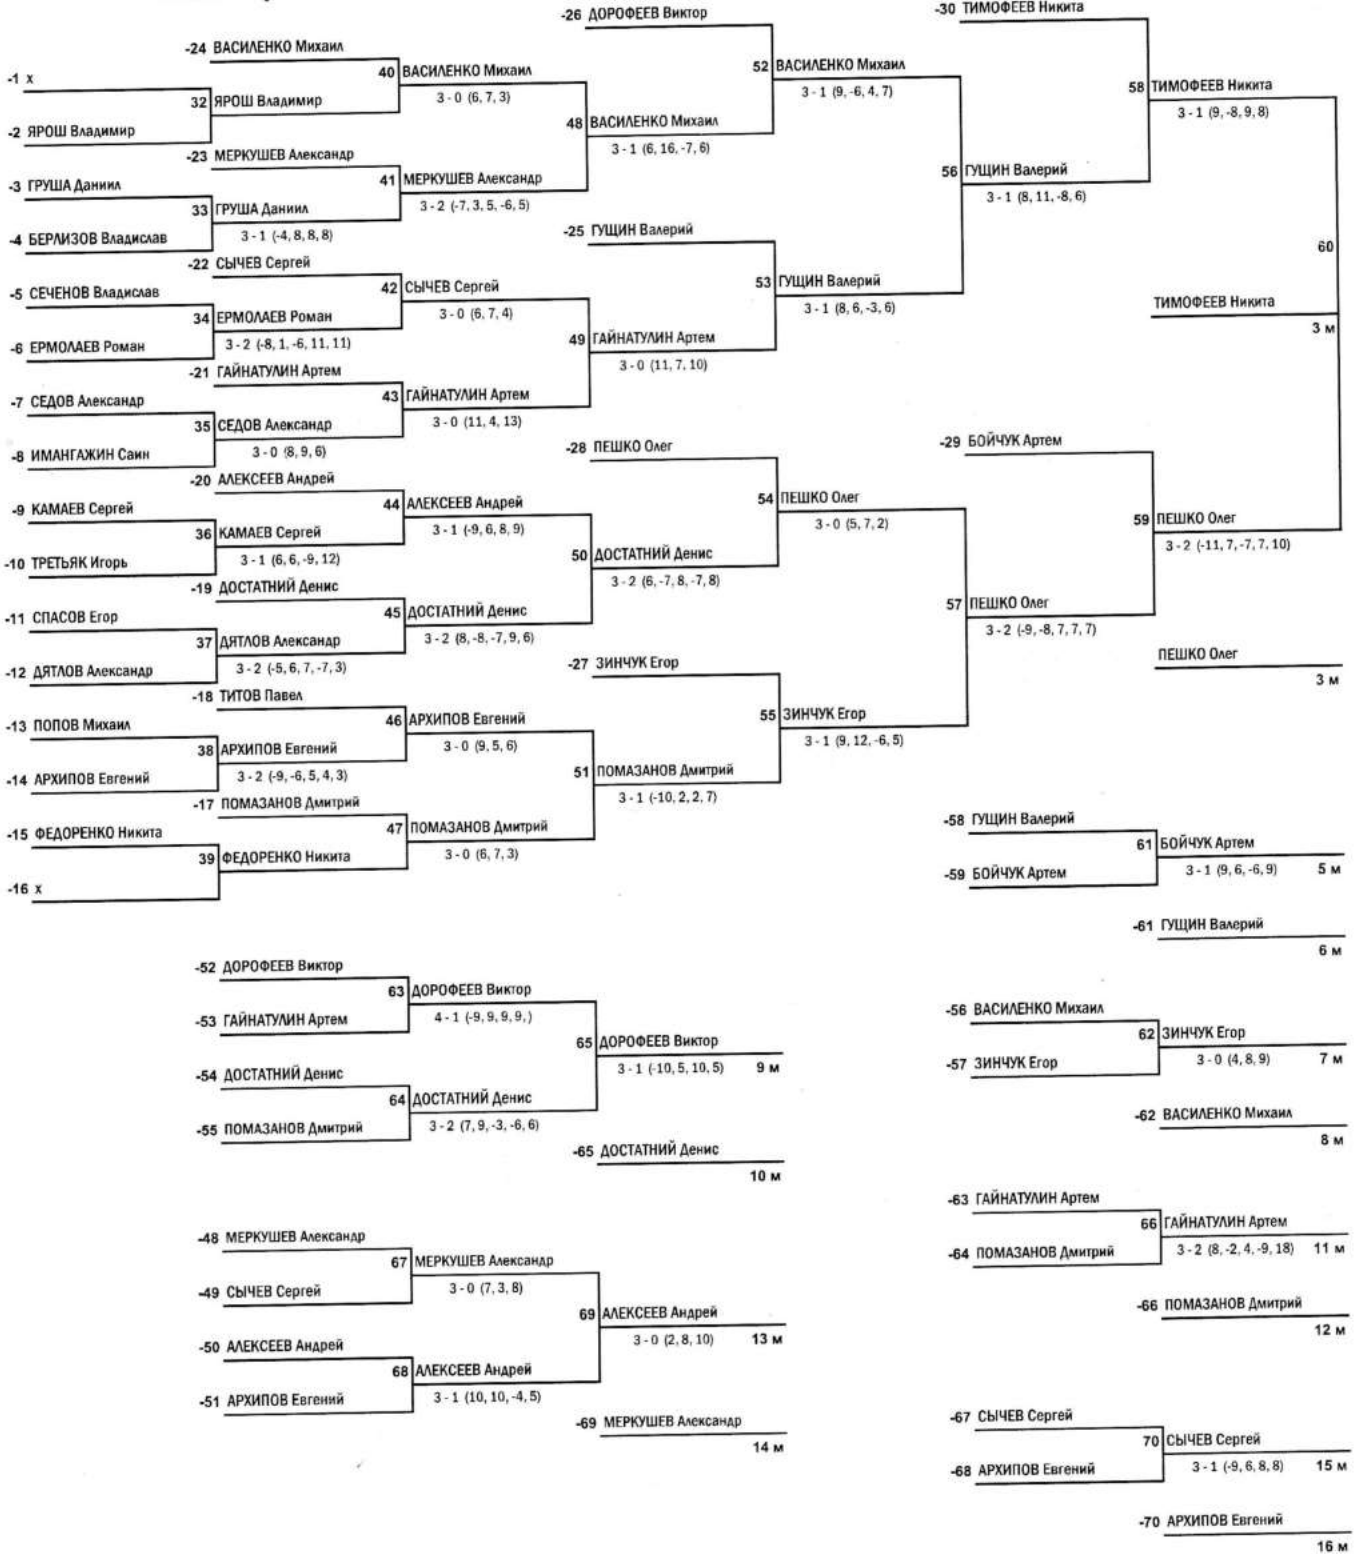 -26 ДОРОФЕЕВ Виктор
-30 ТИМОФЕЕВ Никита
-24 ВАСИЛЕНКО Михаил
52 ВАСИЛЕНКО Михаил
3 - 1 (9, -6, 4, 7)
-1 х
40 ВАСИЛЕНКО Михаил
3 - 0 (6, 7, 3)
58 ТИМОФЕЕВ Никита
3 - 1 (9, -8, 9, 8)
32 ЯРОШ Владимир
-2 ЯРОШ Владимир
48 ВАСИЛЕНКО Михаил
3 - 1 (6, 16, -7, 6)
-23 МЕРКУШЕВ Александр
-3 ГРУША Даниил
41 МЕРКУШЕВ Александр
3 - 2 (-7, 3, 5, -6, 5)
56 ГУЩИН Валерий
3 - 1 (8, 11, -8, 6)
33 ГРУША Даниил
3 - 1 (-4, 8, 8, 8)
-4 БЕРЛИЗОВ Владислав
-25 ГУЩИН Валерий
60
-22 СЫЧЕВ Сергей
-5 СЕЧЕНОВ Владислав
42 СЫЧЕВ Сергей
3 - 0 (6, 7, 4)
53 ГУЩИН Валерий
3 - 1 (8, 6, -3, 6)
ТИМОФЕЕВ Никита
3 м
34 ЕРМОЛАЕВ Роман
3 - 2 (-8, 1, -6, 11, 11)
-6 ЕРМОЛАЕВ Роман
49 ГАЙНАТУЛИН Артем
3 - 0 (11, 7, 10)
-21 ГАЙНАТУЛИН Артем
-7 СЕДОВ Александр
43 ГАЙНАТУЛИН Артем
3 - 0 (11, 4, 13)
35 СЕДОВ Александр
3 - 0 (8, 9, 6)
-8 ИМАНГАЖИН Саин
-28 ПЕШКО Олег
-29 БОЙЧУК Артем
-20 АЛЕКСЕЕВ Андрей
-9 КАМАЕВ Сергей
44 АЛЕКСЕЕВ Андрей
3 - 1 (-9, 6, 8, 9)
54 ПЕШКО Олег
3 - 0 (5, 7, 2)
59 ПЕШКО Олег
3 - 2 (-11, 7, -7, 7, 10)
36 КАМАЕВ Сергей
3 - 1 (6, 6, -9, 12)
-10 ТРЕТЬЯК Игорь
50 ДОСТАТНИЙ Денис
3 - 2 (6, -7, 8, -7, 8)
-19 ДОСТАТНИЙ Денис
-11 СПАСОВ Егор
45 ДОСТАТНИЙ Денис
3 - 2 (8, -8, -7, 9, 6)
57 ПЕШКО Олег
3 - 2 (-9, -8, 7, 7, 7)
37 ДЯТЛОВ Александр
3 - 2 (-5, 6, 7, -7, 3)
-12 ДЯТЛОВ Александр
-27 ЗИНЧУК Егор
ПЕШКО Олег
3 м
-18 ТИТОВ Павел
-13 ПОПОВ Михаил
46 АРХИПОВ Евгений
3 - 0 (9, 5, 6)
55 ЗИНЧУК Егор
3 - 1 (9, 12, -6, 5)
38 АРХИПОВ Евгений
3 - 2 (-9, -6, 5, 4, 3)
-14 АРХИПОВ Евгений
51 ПОМАЗАНОВ Дмитрий
3 - 1 (-10, 2, 2, 7)
-17 ПОМАЗАНОВ Дмитрий
-15 ФЕДОРЕНКО Никита
47 ПОМАЗАНОВ Дмитрий
3 - 0 (6, 7, 3)
-58 ГУЩИН Валерий
39 ФЕДОРЕНКО Никита
61 БОЙЧУК Артем
3 - 1 (9, 6, -6, 9) 5 м
-59 БОЙЧУК Артем
-16 х
-61 ГУЩИН Валерий
6 м
-52 ДОРОФЕЕВ Виктор
63 ДОРОФЕЕВ Виктор
4 - 1 (-9, 9, 9, 9,)
-53 ГАЙНАТУЛИН Артем
-56 ВАСИЛЕНКО Михаил
65 ДОРОФЕЕВ Виктор
3 - 1 (-10, 5, 10, 5) 9 м
62 ЗИНЧУК Егор
3 - 0 (4, 8, 9) 7 м
-57 ЗИНЧУК Егор
-54 ДОСТАТНИЙ Денис
64 ДОСТАТНИЙ Денис
3 - 2 (7, 9, -3, -6, 6)
-55 ПОМАЗАНОВ Дмитрий
-62 ВАСИЛЕНКО Михаил
8 м
-65 ДОСТАТНИЙ Денис
10 м
-63 ГАЙНАТУЛИН Артем
66 ГАЙНАТУЛИН Артем
3 - 2 (8, -2, 4, -9, 18) 11 м
-64 ПОМАЗАНОВ Дмитрий
-48 МЕРКУШЕВ Александр
67 МЕРКУШЕВ Александр
3 - 0 (7, 3, 8)
-49 СЫЧЕВ Сергей
69 АЛЕКСЕЕВ Андрей
3 - 0 (2, 8, 10) 13 м
-66 ПОМАЗАНОВ Дмитрий
12 м
-50 АЛЕКСЕЕВ Андрей
68 АЛЕКСЕЕВ Андрей
3 - 1 (10, 10, -4, 5)
-51 АРХИПОВ Евгений
-69 МЕРКУШЕВ Александр
14 м
-67 СЫЧЕВ Сергей
70 СЫЧЕВ Сергей
3 - 1 (-9, 6, 8, 8) 15 м
-68 АРХИПОВ Евгений
-70 АРХИПОВ Евгений
16 м